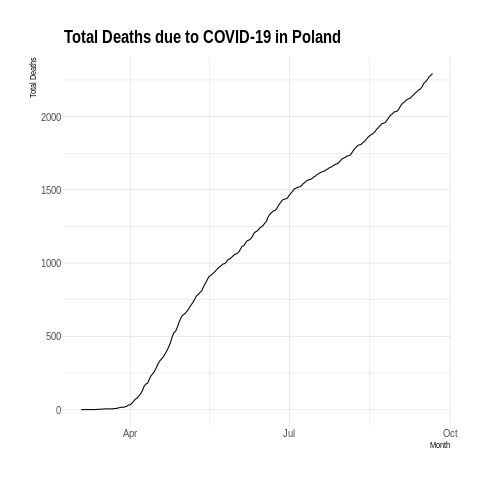 Total Deaths due to COVID-19 in Poland
Total Deaths
2000
1500
1000
500
0
Apr
Jul
Oct
Month